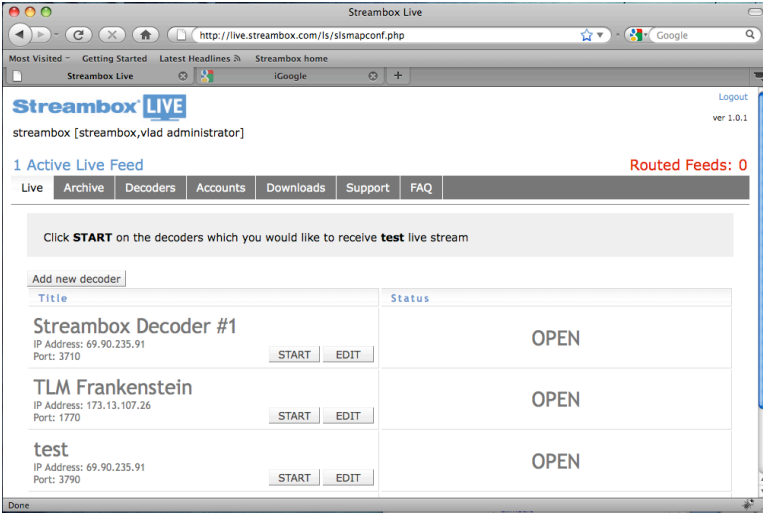 Streambox Live
http://live.streambox.com/ls/slsmapconf.php
Google
Most Visited Getting Started Latest Headlines Streambox home
Streambox Live iGoogle +
Streambox LIVE
Logout
ver 1.0.1
streambox [streambox,vlad administrator]
1 Active Live Feed Routed Feeds: 0
Live Archive Decoders Accounts Downloads Support FAQ
Click START on the decoders which you would like to receive test live stream
Add new decoder
Title Status
Streambox Decoder #1
IP Address: 69.90.235.91
Port: 3710
START EDIT
OPEN
TLM Frankenstein
IP Address: 173.13.107.26
Port: 1770
START EDIT
OPEN
test
IP Address: 69.90.235.91
Port: 3790
START EDIT
OPEN
Done